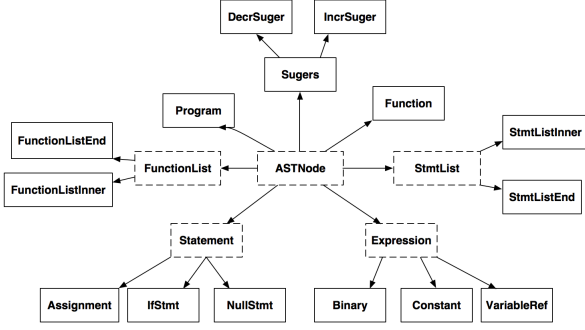 DecrSuger
IncrSuger
Sugers
Program
Function
FunctionListEnd
StmtListInner
FunctionList
ASTNode
StmtList
FunctionListInner
StmtListEnd
Statement
Expression
Assignment
IfStmt
NullStmt
Binary
Constant
VariableRef